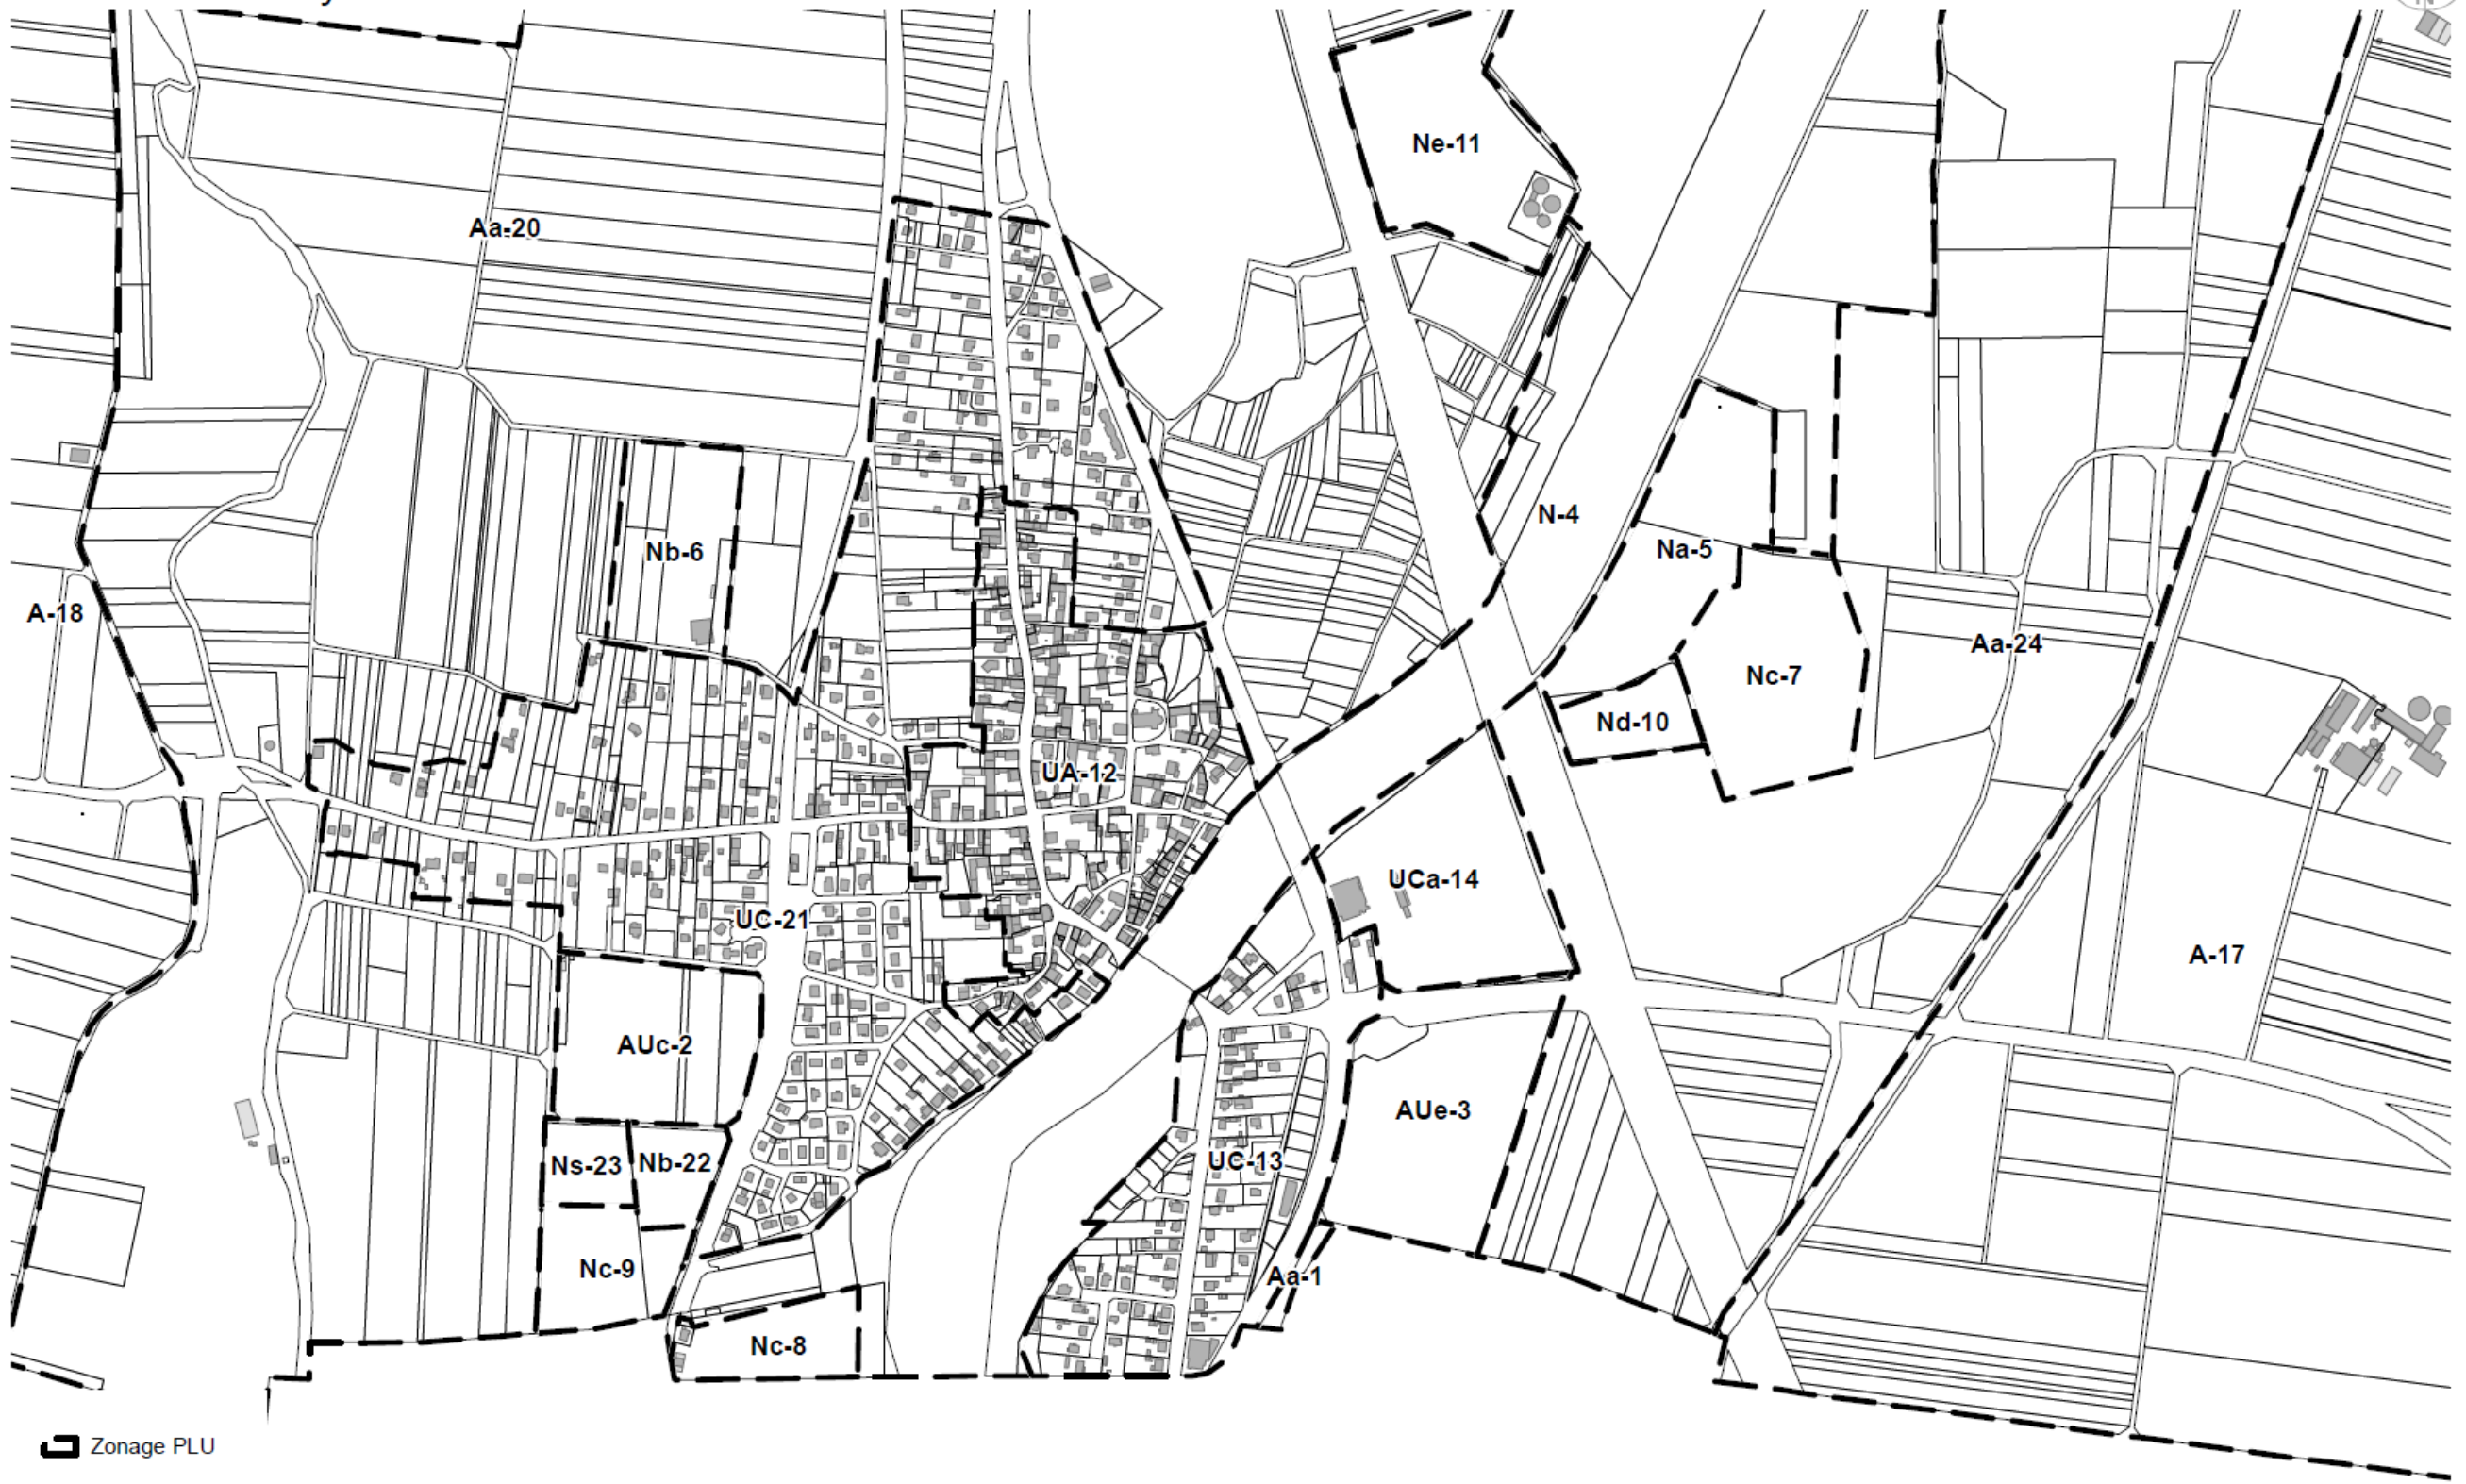 Ne-11
Aa-20
N-4
Na-5
Nb-6
A-18
Aa-24
Nc-7
Nd-10
UA-12
UCa-14
UC-21
A-17
AUc-2
AUe-3
Ns-23
Nb-22
UC-13
Nc-9
Aa-1
Nc-8
Zonage PLU